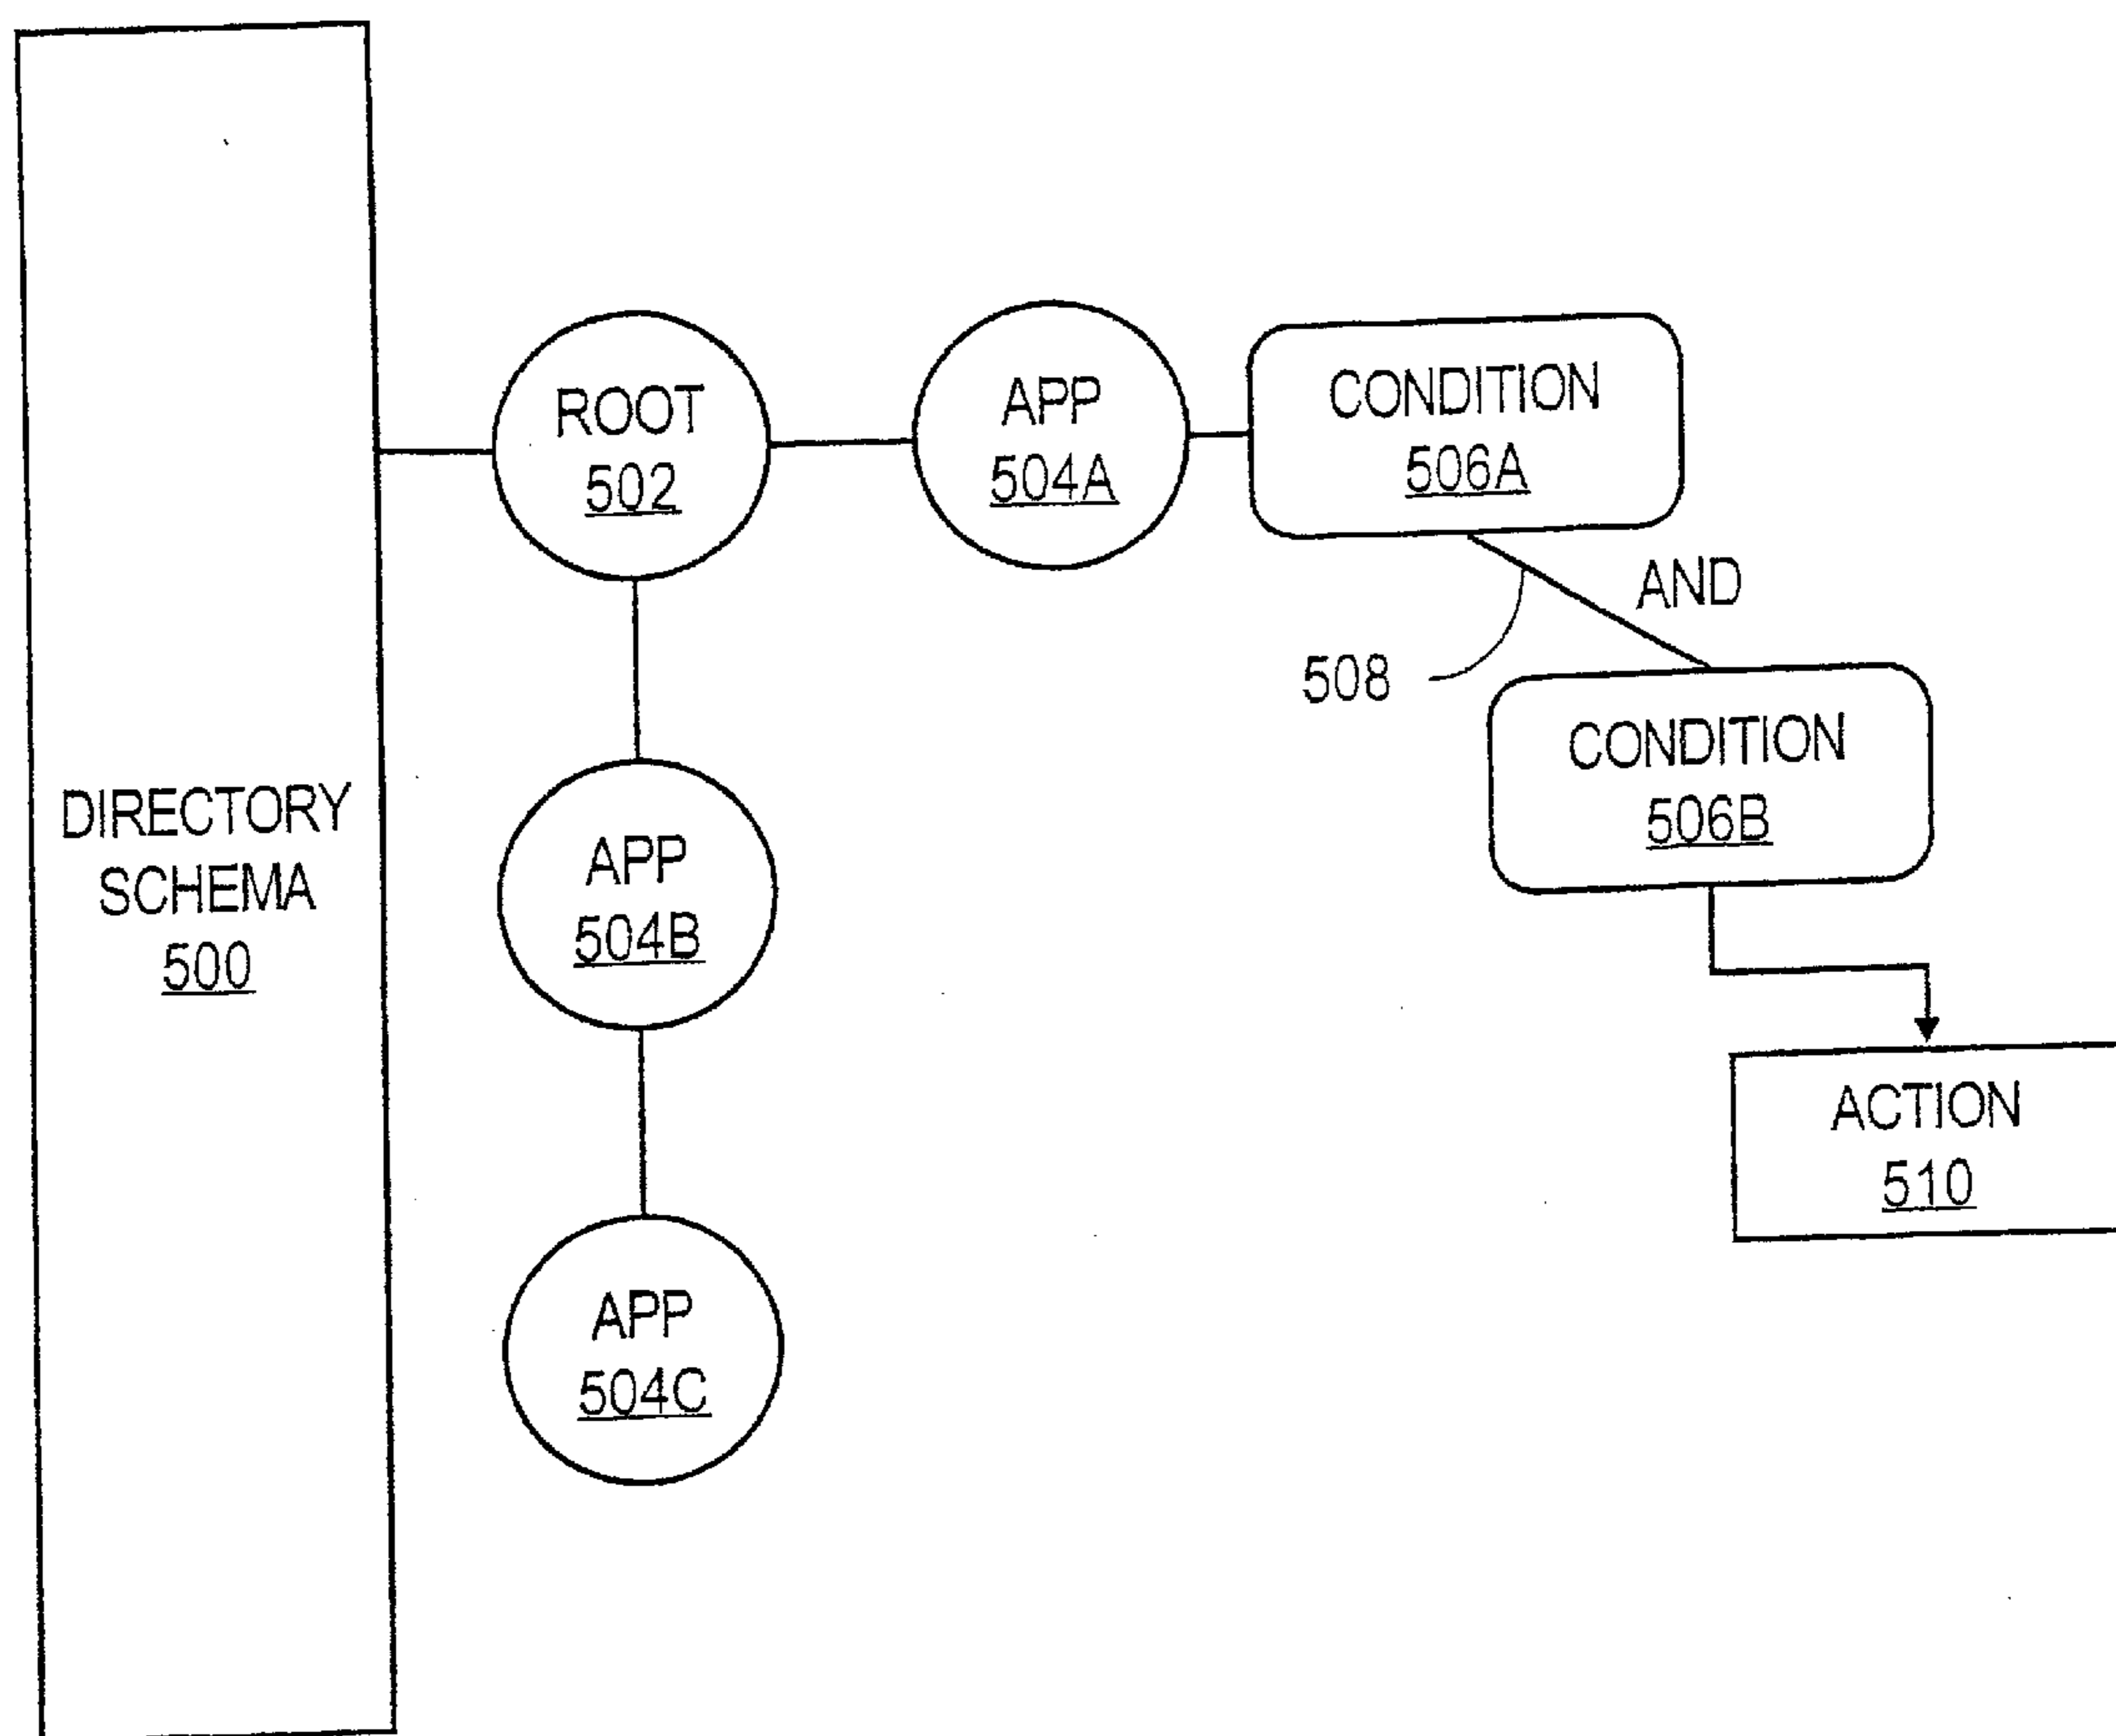 ROOT
502
APP
504A
CONDITION
506A
AND
508
CONDITION
506B
DIRECTORY
SCHEMA
500
APP
504B
ACTION
510
APP
504C